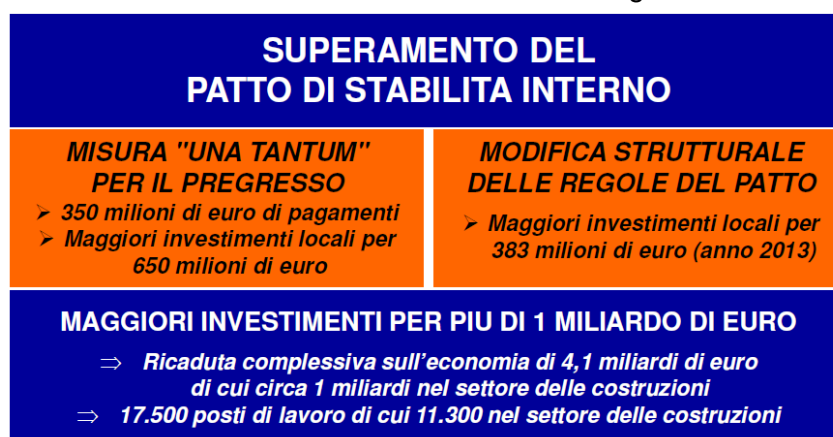 SUPERAMENTO DEL
PATTO DI STABILITA INTERNO
MISURA "UNA TANTUM"
PER IL PREGRESSO
➤ 350 milioni di euro di pagamenti
➤ Maggiori investimenti locali per
650 milioni di euro
MODIFICA STRUTTURALE
DELLE REGOLE DEL PATTO
➤ Maggiori investimenti locali per
383 milioni di euro (anno 2013)
MAGGIORI INVESTIMENTI PER PIU DI 1 MILIARDO DI EURO
⇒ Ricaduta complessiva sull'economia di 4,1 miliardi di euro
di cui circa 1 miliardi nel settore delle costruzioni
⇒ 17.500 posti di lavoro di cui 11.300 nel settore delle costruzioni